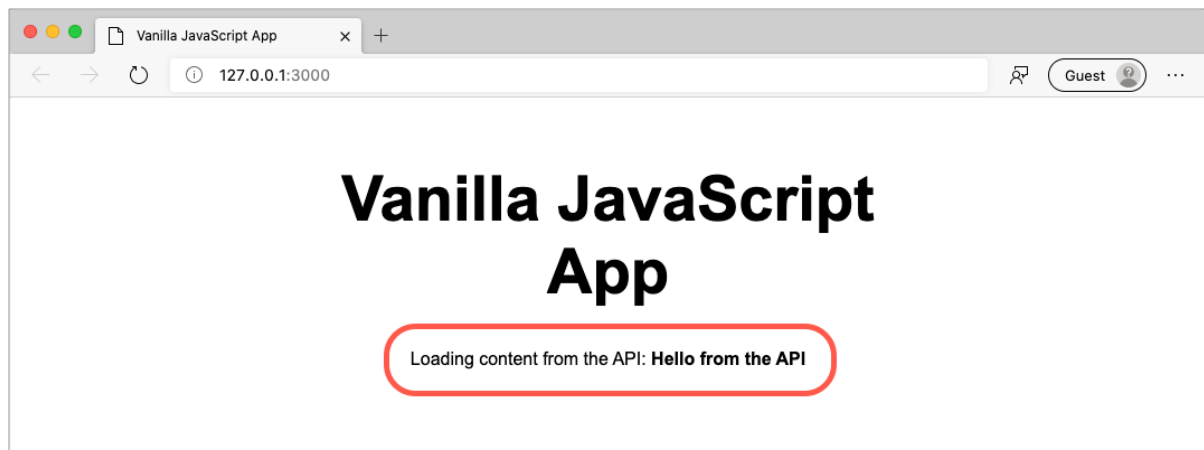 Vanilla JavaScript App
127.0.0.1:3000
Guest
Vanilla JavaScript
App
Loading content from the API: Hello from the API